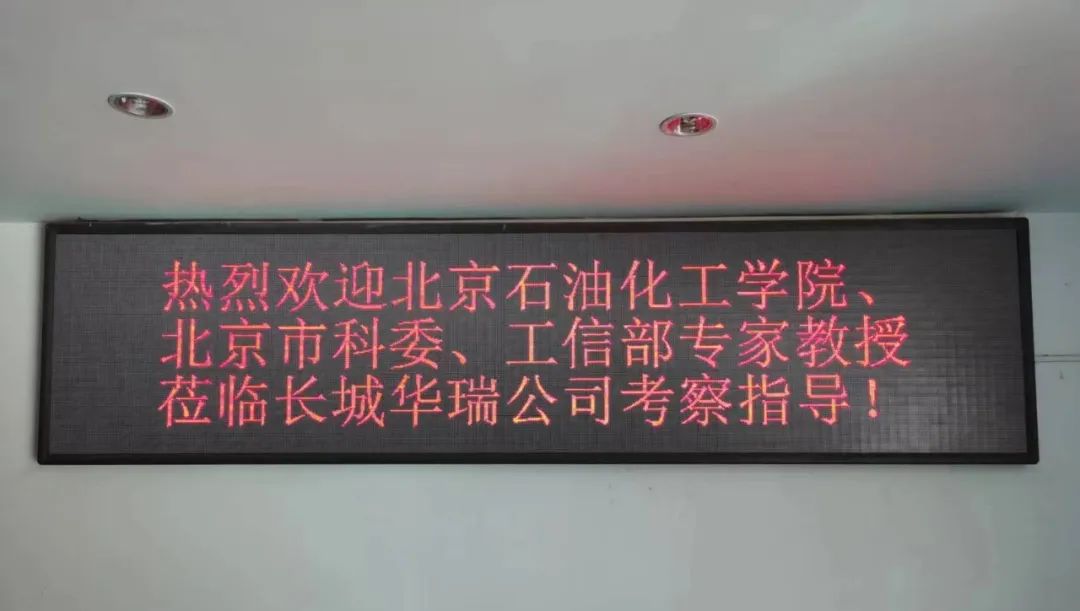 热烈欢迎北京石油化工学院、
北京市科委、工信部专家教授
莅临长城华瑞公司考察指导！